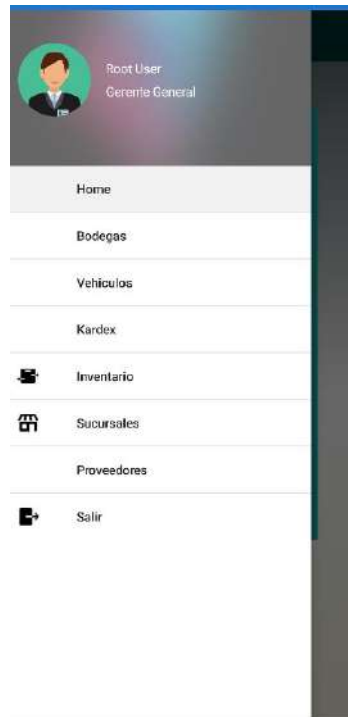 Root User
Gerente General
Home
Bodegas
Vehiculos
Kardex
Inventario
Sucursales
Proveedores
Salir